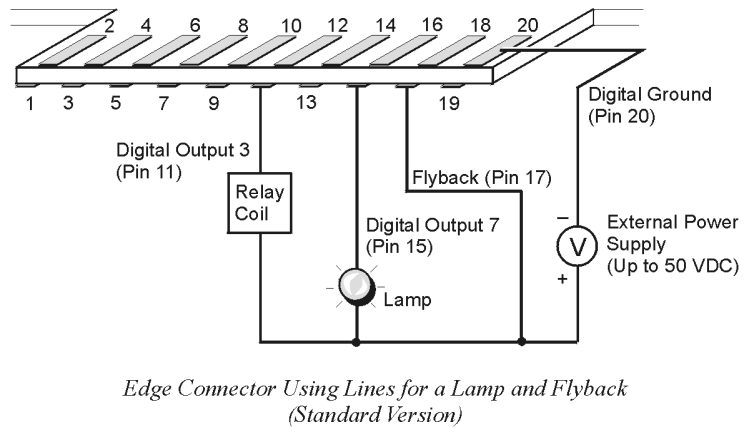 2 4 6 8 10 12 14 16 18 20
1 3 5 7 9 13 19
Digital Ground
(Pin 20)
Digital Output 3
(Pin 11)
Flyback (Pin 17)
Relay
Coil
Digital Output 7
(Pin 15)
–
V
+
External Power
Supply
(Up to 50 VDC)
Lamp
Edge Connector Using Lines for a Lamp and Flyback
(Standard Version)